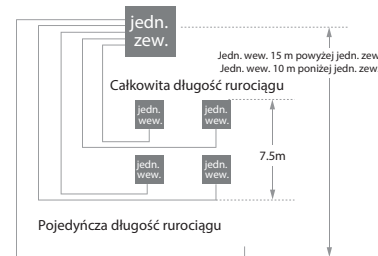 jedn.
zew.
Jedn. wew. 15 m powyżej jedn. zew
Jedn. wew. 10 m poniżej jedn. zew.
Całkowita długość rurociągu
jedn.
wew.
jedn.
wew.
7.5m
jedn.
wew.
jedn.
wew.
Pojedyńcza długość rurociągu